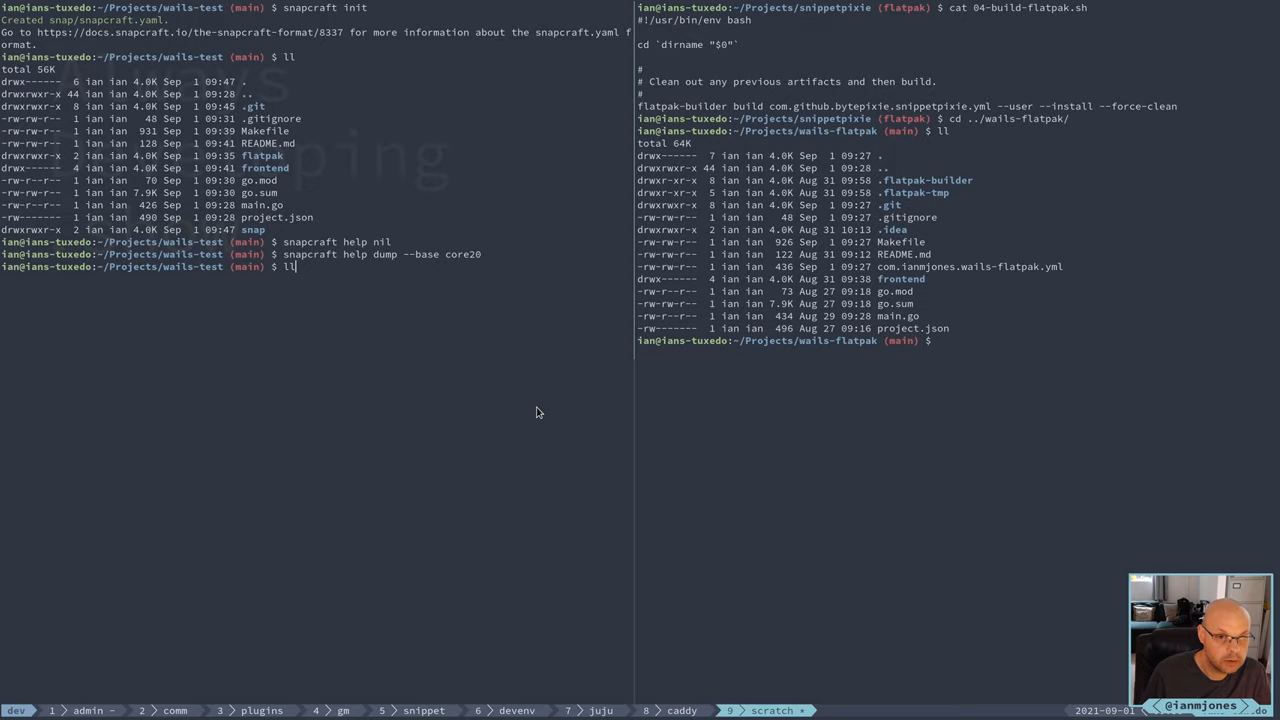 ian@ians-tuxedo:~/Projects/wails-test (main) $ snapcraft init
Created snap/snapcraft.yaml.
Go to https://docs.snapcraft.io/the-snapcraft-format/8337 for more information about the snapcraft.yaml f
ormat.
ian@ians-tuxedo:~/Projects/wails-test (main) $ ll
total 56K
drwx------  6 ian ian 4.0K Sep  1 09:47 .
drwxrwxr-x 44 ian ian 4.0K Sep  1 09:28 ..
drwxrwxr-x  8 ian ian 4.0K Sep  1 09:45 .git
-rw-rw-r--  1 ian ian   48 Sep  1 09:31 .gitignore
-rw-rw-r--  1 ian ian  931 Sep  1 09:39 Makefile
-rw-rw-r--  1 ian ian  128 Sep  1 09:41 README.md
drwxrwxr-x  2 ian ian 4.0K Sep  1 09:35 flatpak
drwxrwxr-x  4 ian ian 4.0K Sep  1 09:41 frontend
-rw-rw-r--  1 ian ian   70 Sep  1 09:30 go.mod
-rw-rw-r--  1 ian ian 7.9K Sep  1 09:30 go.sum
-rw-rw-r--  1 ian ian  426 Sep  1 09:28 main.go
-rw-------  1 ian ian  490 Sep  1 09:28 project.json
drwxrwxr-x  2 ian ian 4.0K Sep  1 09:47 snap
ian@ians-tuxedo:~/Projects/wails-test (main) $ snapcraft help nil
ian@ians-tuxedo:~/Projects/wails-test (main) $ snapcraft help dump --base core20
ian@ians-tuxedo:~/Projects/wails-test (main) $ ll
ian@ians-tuxedo:~/Projects/snippetpixie (flatpak) $ cat 04-build-flatpak.sh
#!/usr/bin/env bash
cd `dirname "$0"`
#
# Clean out any previous artifacts and then build.
#
flatpak-builder build com.github.bytepixie.snippetpixie.yml --user --install --force-clean
ian@ians-tuxedo:~/Projects/snippetpixie (flatpak) $ cd ../wails-flatpak/
ian@ians-tuxedo:~/Projects/wails-flatpak (main) $ ll
total 64K
drwx------  7 ian ian 4.0K Sep  1 09:27 .
drwxrwxr-x 44 ian ian 4.0K Sep  1 09:28 ..
drwxrwxr-x  8 ian ian 4.0K Aug 31 09:58 .flatpak-builder
drwxrwxr-x  5 ian ian 4.0K Aug 31 09:58 .flatpak-tmp
drwxrwxr-x  8 ian ian 4.0K Sep  1 09:27 .git
-rw-rw-r--  1 ian ian   48 Sep  1 09:27 .gitignore
drwxrwxr-x  2 ian ian 4.0K Aug 31 10:13 .idea
-rw-rw-r--  1 ian ian  926 Sep  1 09:27 Makefile
-rw-rw-r--  1 ian ian  122 Sep  1 09:12 README.md
-rw-rw-r--  1 ian ian  436 Sep  1 09:27 com.ianmjones.wails-flatpak.yml
drwx------  4 ian ian 4.0K Aug 31 09:38 frontend
-rw-rw-r--  1 ian ian   73 Aug 27 09:18 go.mod
-rw-rw-r--  1 ian ian 7.9K Aug 27 09:18 go.sum
-rw-rw-r--  1 ian ian  434 Aug 29 09:28 main.go
-rw-------  1 ian ian  496 Aug 27 09:16 project.json
ian@ians-tuxedo:~/Projects/wails-flatpak (main) $
dev 1 admin - 2 comm 3 plugins 4 gm 5 snippet 6 devenv 7 juju 8 caddy 9 scratch * 2021-09-01
@ianmjones